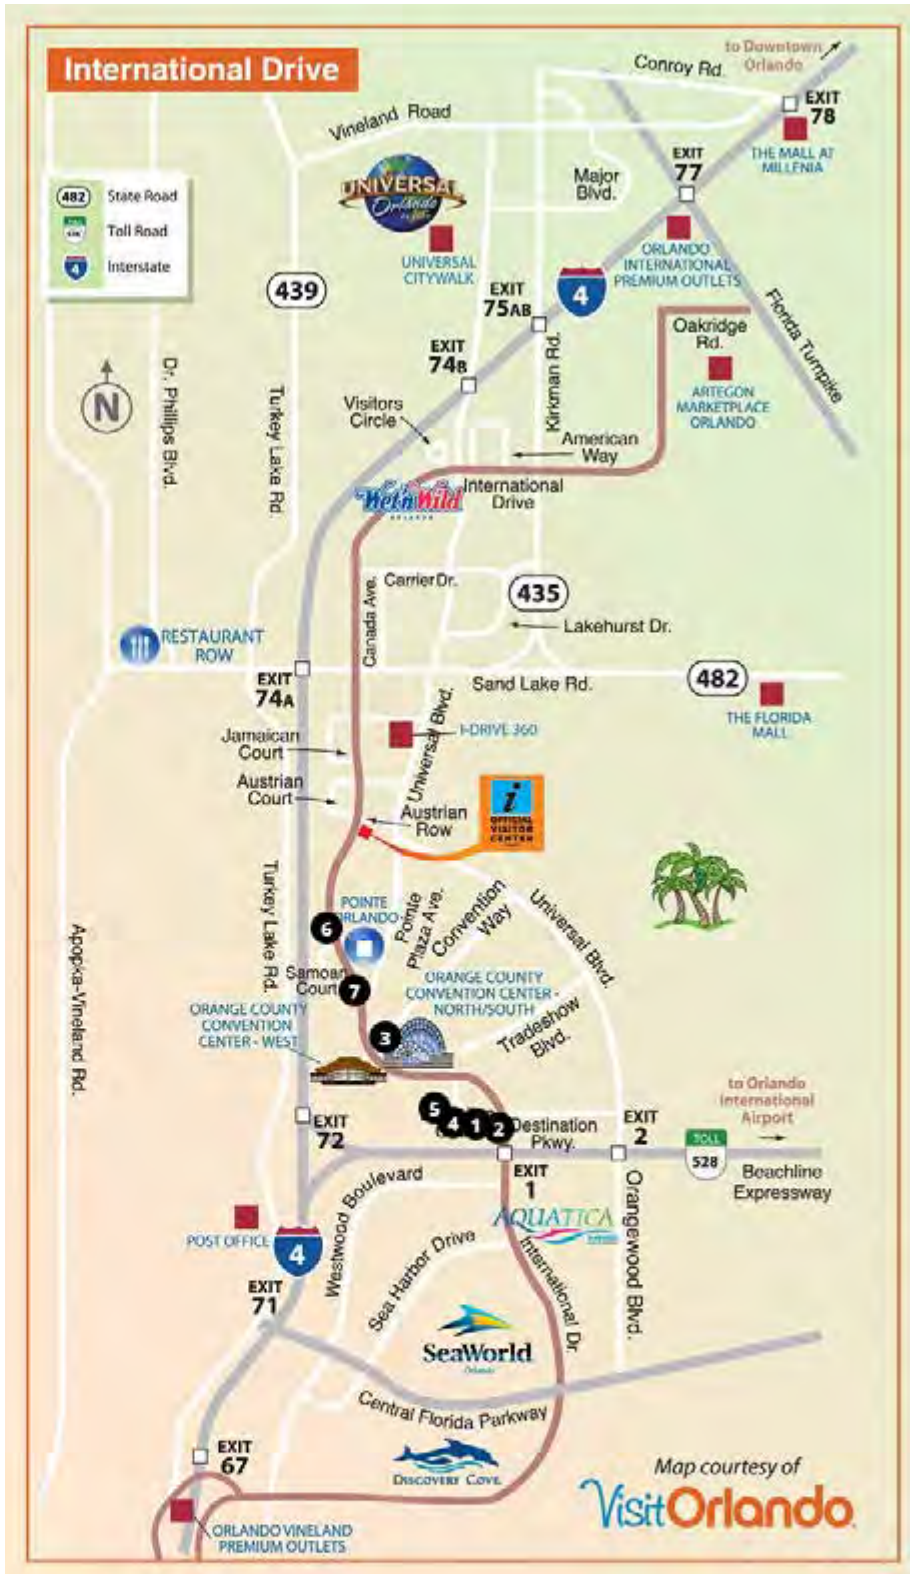 International Drive
to Downtown
Orlando
Conroy Rd.
EXIT
78
THE MALL AT
MILLENIA
Vineland Road
EXIT
77
Major
Blvd.
482 State Road
TOLL
Toll Road
4 Interstate
UNIVERSAL
Orlando
UNIVERSAL
CITYWALK
ORLANDO
INTERNATIONAL
PREMIUM OUTLETS
439
4
EXIT
75AB
Oakridge
Rd.
Florida Turnpike
EXIT
74B
Kirkman Rd.
N
Dr. Phillips Blvd.
Turkey Lake Rd.
Visitors
Circle
ARTEGON
MARKETPLACE
ORLANDO
American
Way
Wet'n Wild
ORLANDO
International
Drive
Carrier Dr.
435
Canada Ave.
Lakehurst Dr.
RESTAURANT
ROW
EXIT
74A
Sand Lake Rd.
482
THE FLORIDA
MALL
Jamaican
Court
I-DRIVE 360
Universal Blvd.
Austrian
Court
Austrian
Row
i
OFFICIAL
VISITOR
CENTER
Turkey Lake Rd.
POINTE
ORLANDO
6
Pointe
Plaza Ave.
Convention
Way
Universal Blvd.
Apopka-Vineland Rd.
Samoan
Court
7
ORANGE COUNTY
CONVENTION CENTER -
NORTH/SOUTH
ORANGE COUNTY
CONVENTION
CENTER - WEST
3
Tradeshow
Blvd.
5
4
1
2
Destination
Pkwy.
EXIT
72
EXIT
2
to Orlando
International
Airport
TOLL
528
Beachline
Expressway
EXIT
1
Westwood Boulevard
AQUATICA
Orangewood Blvd.
POST OFFICE
4
Sea Harbor Drive
International Dr.
EXIT
71
SeaWorld
Orlando
Central Florida Parkway
EXIT
67
DISCOVERY COVE
Map courtesy of
VisitOrlando
ORLANDO VINELAND
PREMIUM OUTLETS